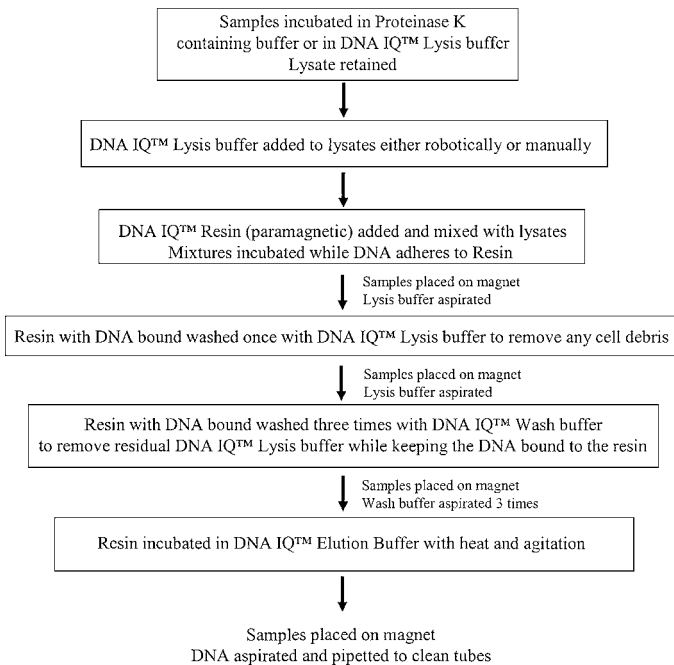 Samples incubated in Proteinase K
containing buffer or in DNA IQ™ Lysis buffer
Lysate retained
DNA IQ™ Lysis buffer added to lysates either robotically or manually
DNA IQ™ Resin (paramagnetic) added and mixed with lysates
Mixtures incubated while DNA adheres to Resin
Samples placed on magnet
Lysis buffer aspirated
Resin with DNA bound washed once with DNA IQ™ Lysis buffer to remove any cell debris
Samples placed on magnet
Lysis buffer aspirated
Resin with DNA bound washed three times with DNA IQ™ Wash buffer
to remove residual DNA IQ™ Lysis buffer while keeping the DNA bound to the resin
Samples placed on magnet
Wash buffer aspirated 3 times
Resin incubated in DNA IQ™ Elution Buffer with heat and agitation
Samples placed on magnet
DNA aspirated and pipetted to clean tubes